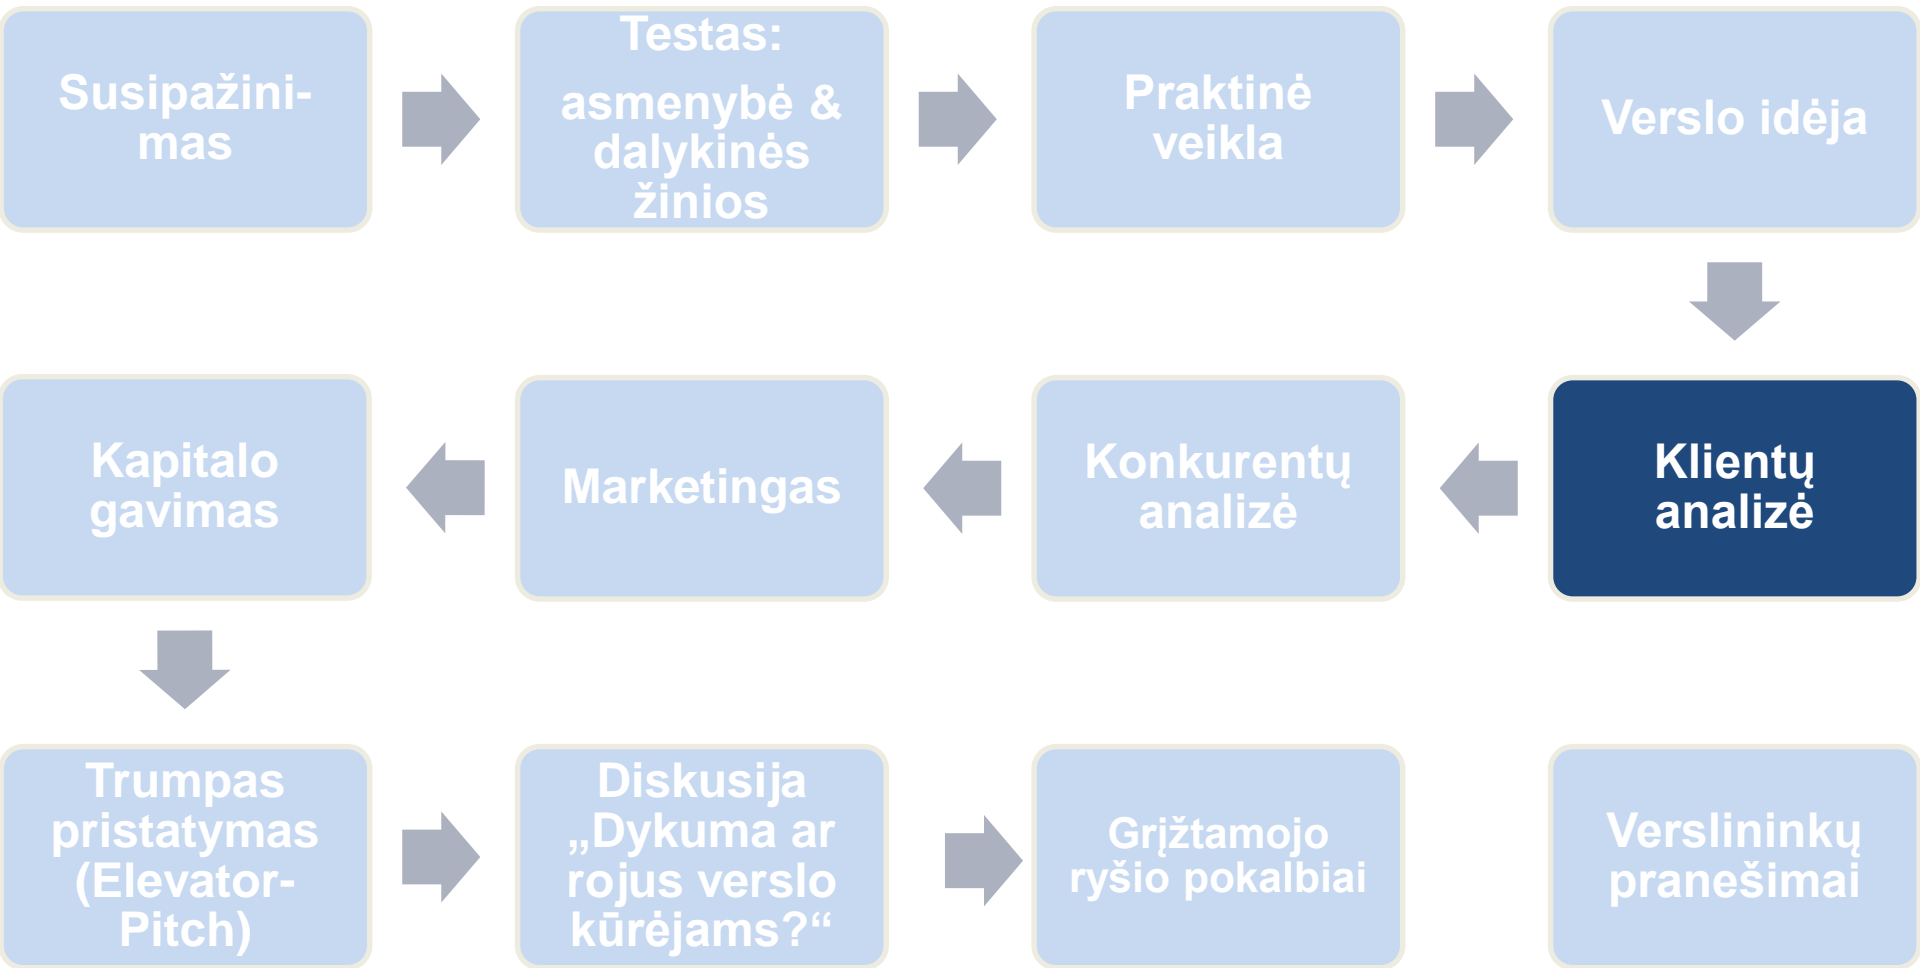 Susipažini-
mas
Testas:
asmenybė &
dalykinės
žinios
Praktinė
veikla
Verslo idėja
Klientų
analizė
Konkurentų
analizė
Marketingas
Kapitalo
gavimas
Trumpas
pristatymas
(Elevator-
Pitch)
Diskusija
„Dykuma ar
rojus verslo
kūrėjams?“
Grįžtamojo
ryšio pokalbiai
Verslininkų
pranešimai